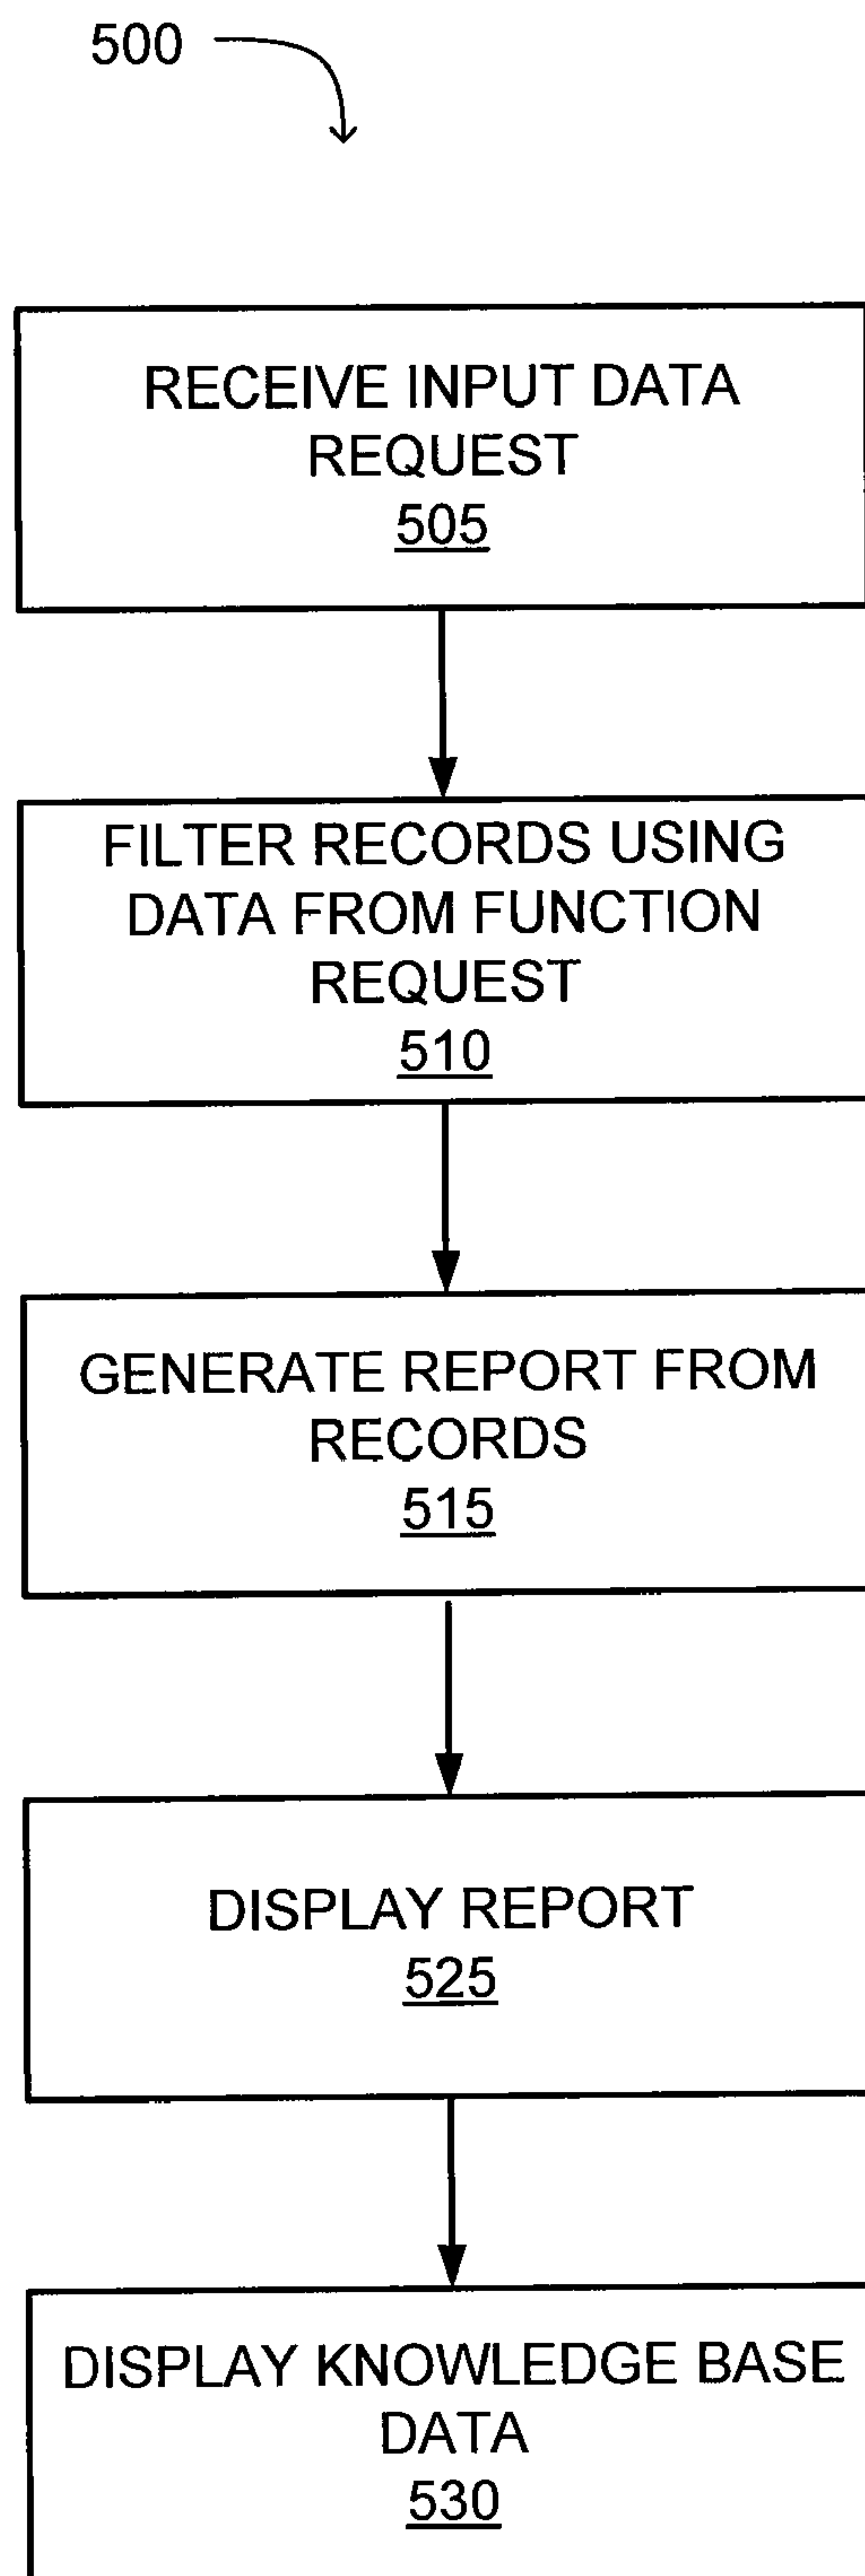 500
RECEIVE INPUT DATA
REQUEST
505
FILTER RECORDS USING
DATA FROM FUNCTION
REQUEST
510
GENERATE REPORT FROM
RECORDS
515
DISPLAY REPORT
525
DISPLAY KNOWLEDGE BASE
DATA
530